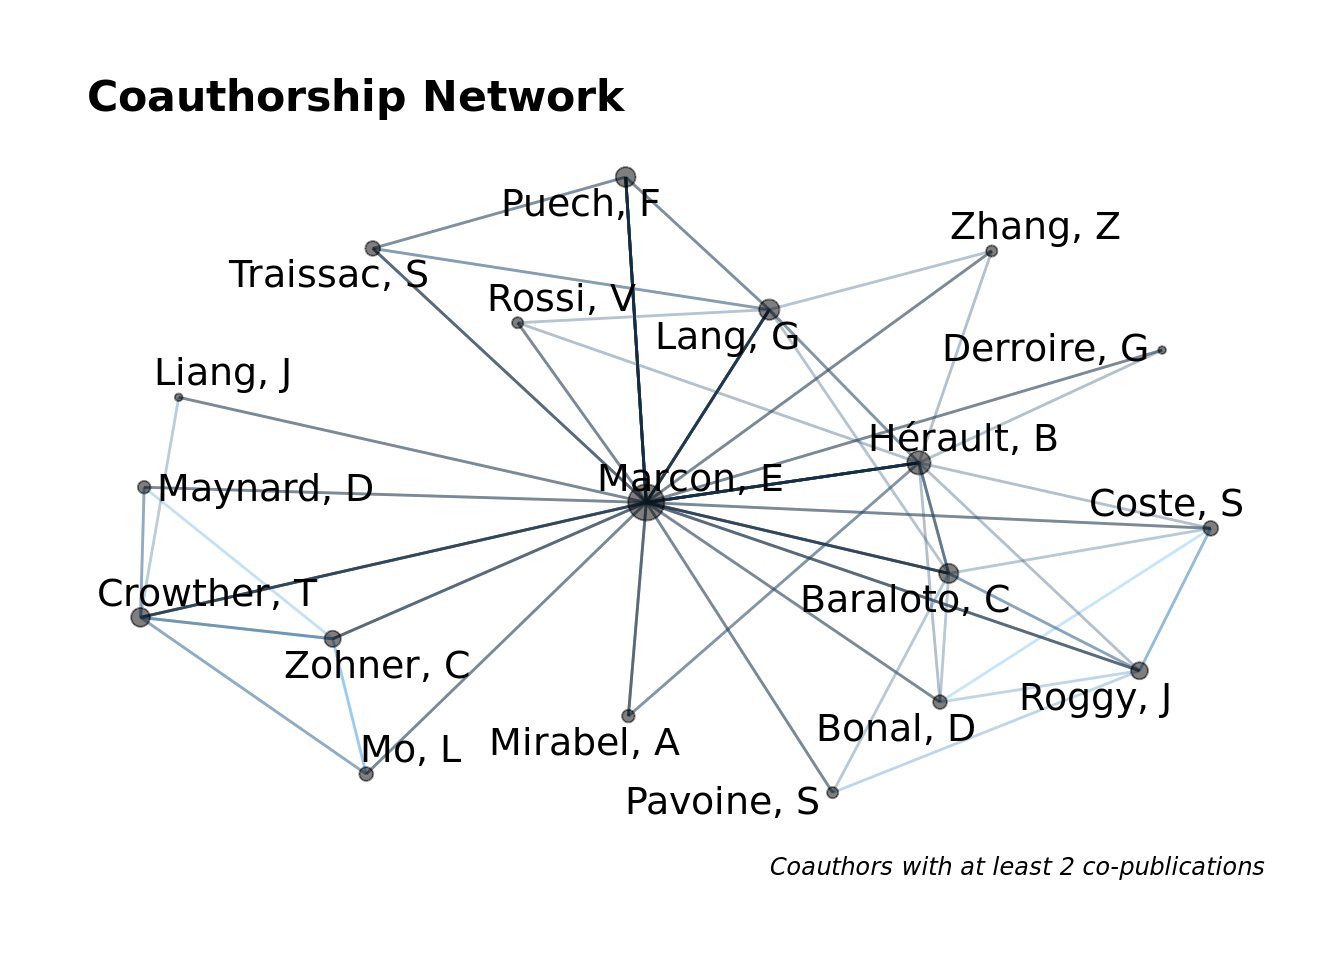 Coauthorship Network
Puech, F
Zhang, Z
Traissac, S
Rossi, V
Lang, G
Derroire, G
Liang, J
Hérault, B
Marcon, E
Maynard, D
Coste, S
Crowther, T
Baraloto, C
Zohner, C
Roggy, J
Bonal, D
Mirabel, A
Mo, L
Pavoine, S
Coauthors with at least 2 co-publications